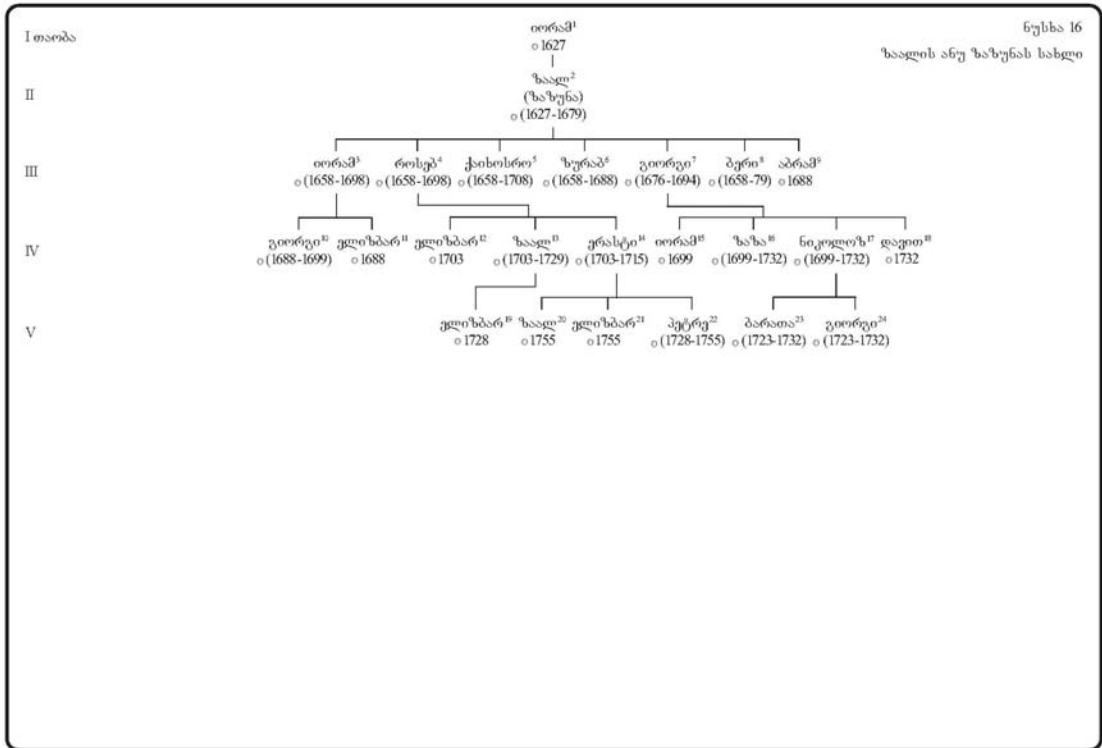 I თაობა
იორამ¹
○ 1627
ნუსხა 16
ზაალის ანუ ზაზუნას სახლი
II
ზაალ²
(ზაზუნა)
○ (1627-1679)
III
იორამ³ როსებ⁴ ქაიხოსრო⁵ ზურაბ⁶ გიორგი⁷ ბერი⁸ აბრამ⁹
○ (1658-1698) ○ (1658-1698) ○ (1658-1708) ○ (1658-1688) ○ (1676-1694) ○ (1658-79) ○ 1688
IV
გიორგი¹⁰ ელიზბარ¹¹ ელიზბარ¹² ზაალ¹³ ერასტი¹⁴ იორამ¹⁵ ზაზა¹⁶ ნიკოლოზ¹⁷ დავით¹⁸
○ (1688-1699) ○ 1688 ○ 1703 ○ (1703-1729) ○ (1703-1715) ○ 1699 ○ (1699-1732) ○ (1699-1732) ○ 1732
V
ელიზბარ¹⁹ ზაალ²⁰ ელიზბარ²¹ პეტრე²² ბარათა²³ გიორგი²⁴
○ 1728 ○ 1755 ○ 1755 ○ (1728-1755) ○ (1723-1732) ○ (1723-1732)